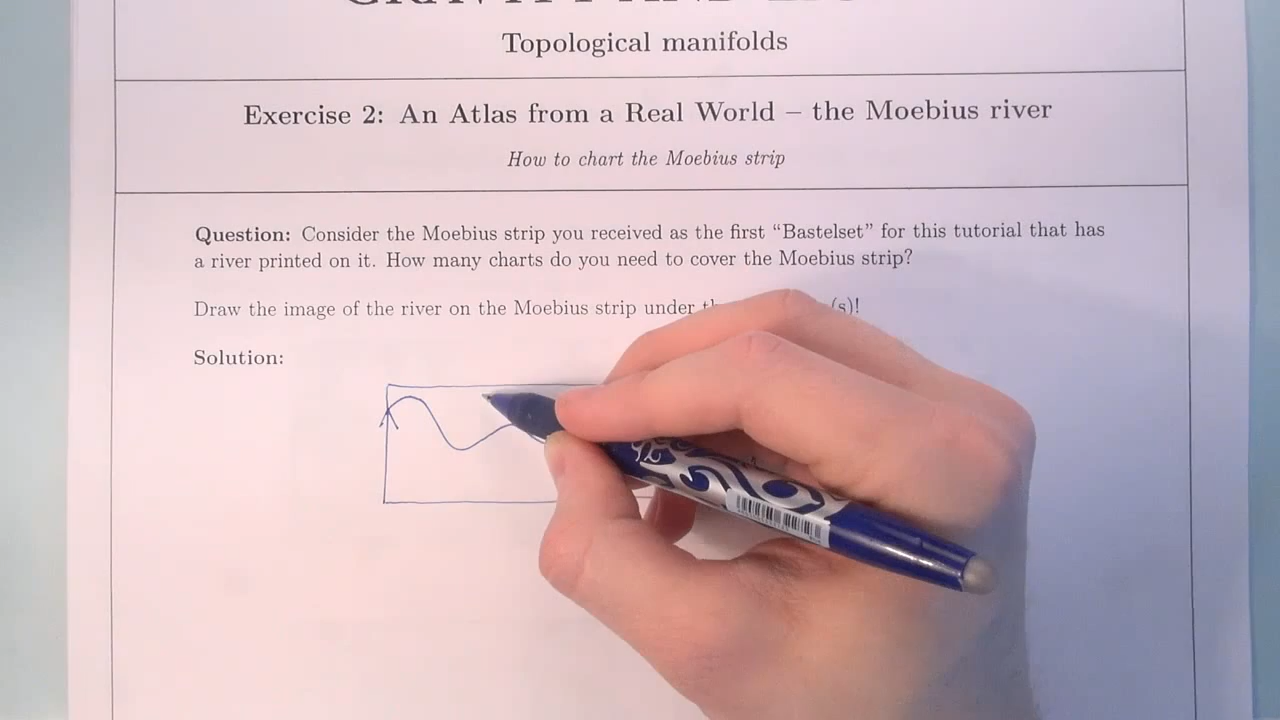 Topological manifolds
Exercise 2: An Atlas from a Real World – the Moebius river
How to chart the Moebius strip
Question: Consider the Moebius strip you received as the first “Bastelset” for this tutorial that has
a river printed on it. How many charts do you need to cover the Moebius strip?
Draw the image of the river on the Moebius strip under (s)!
Solution: